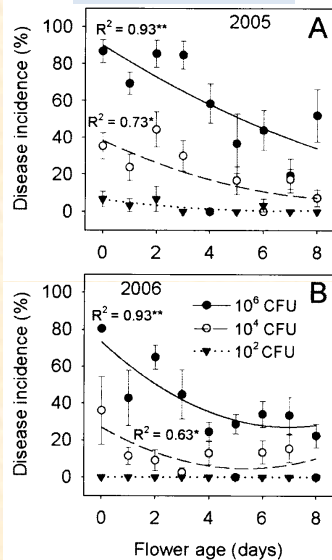 2005
A
R² = 0.93**
R² = 0.73*
Disease incidence (%)
100
80
60
40
20
0
0 2 4 6 8
2006
B
R² = 0.93**
10⁶ CFU
10⁴ CFU
10² CFU
R² = 0.63*
Disease incidence (%)
100
80
60
40
20
0
0 2 4 6 8
Flower age (days)